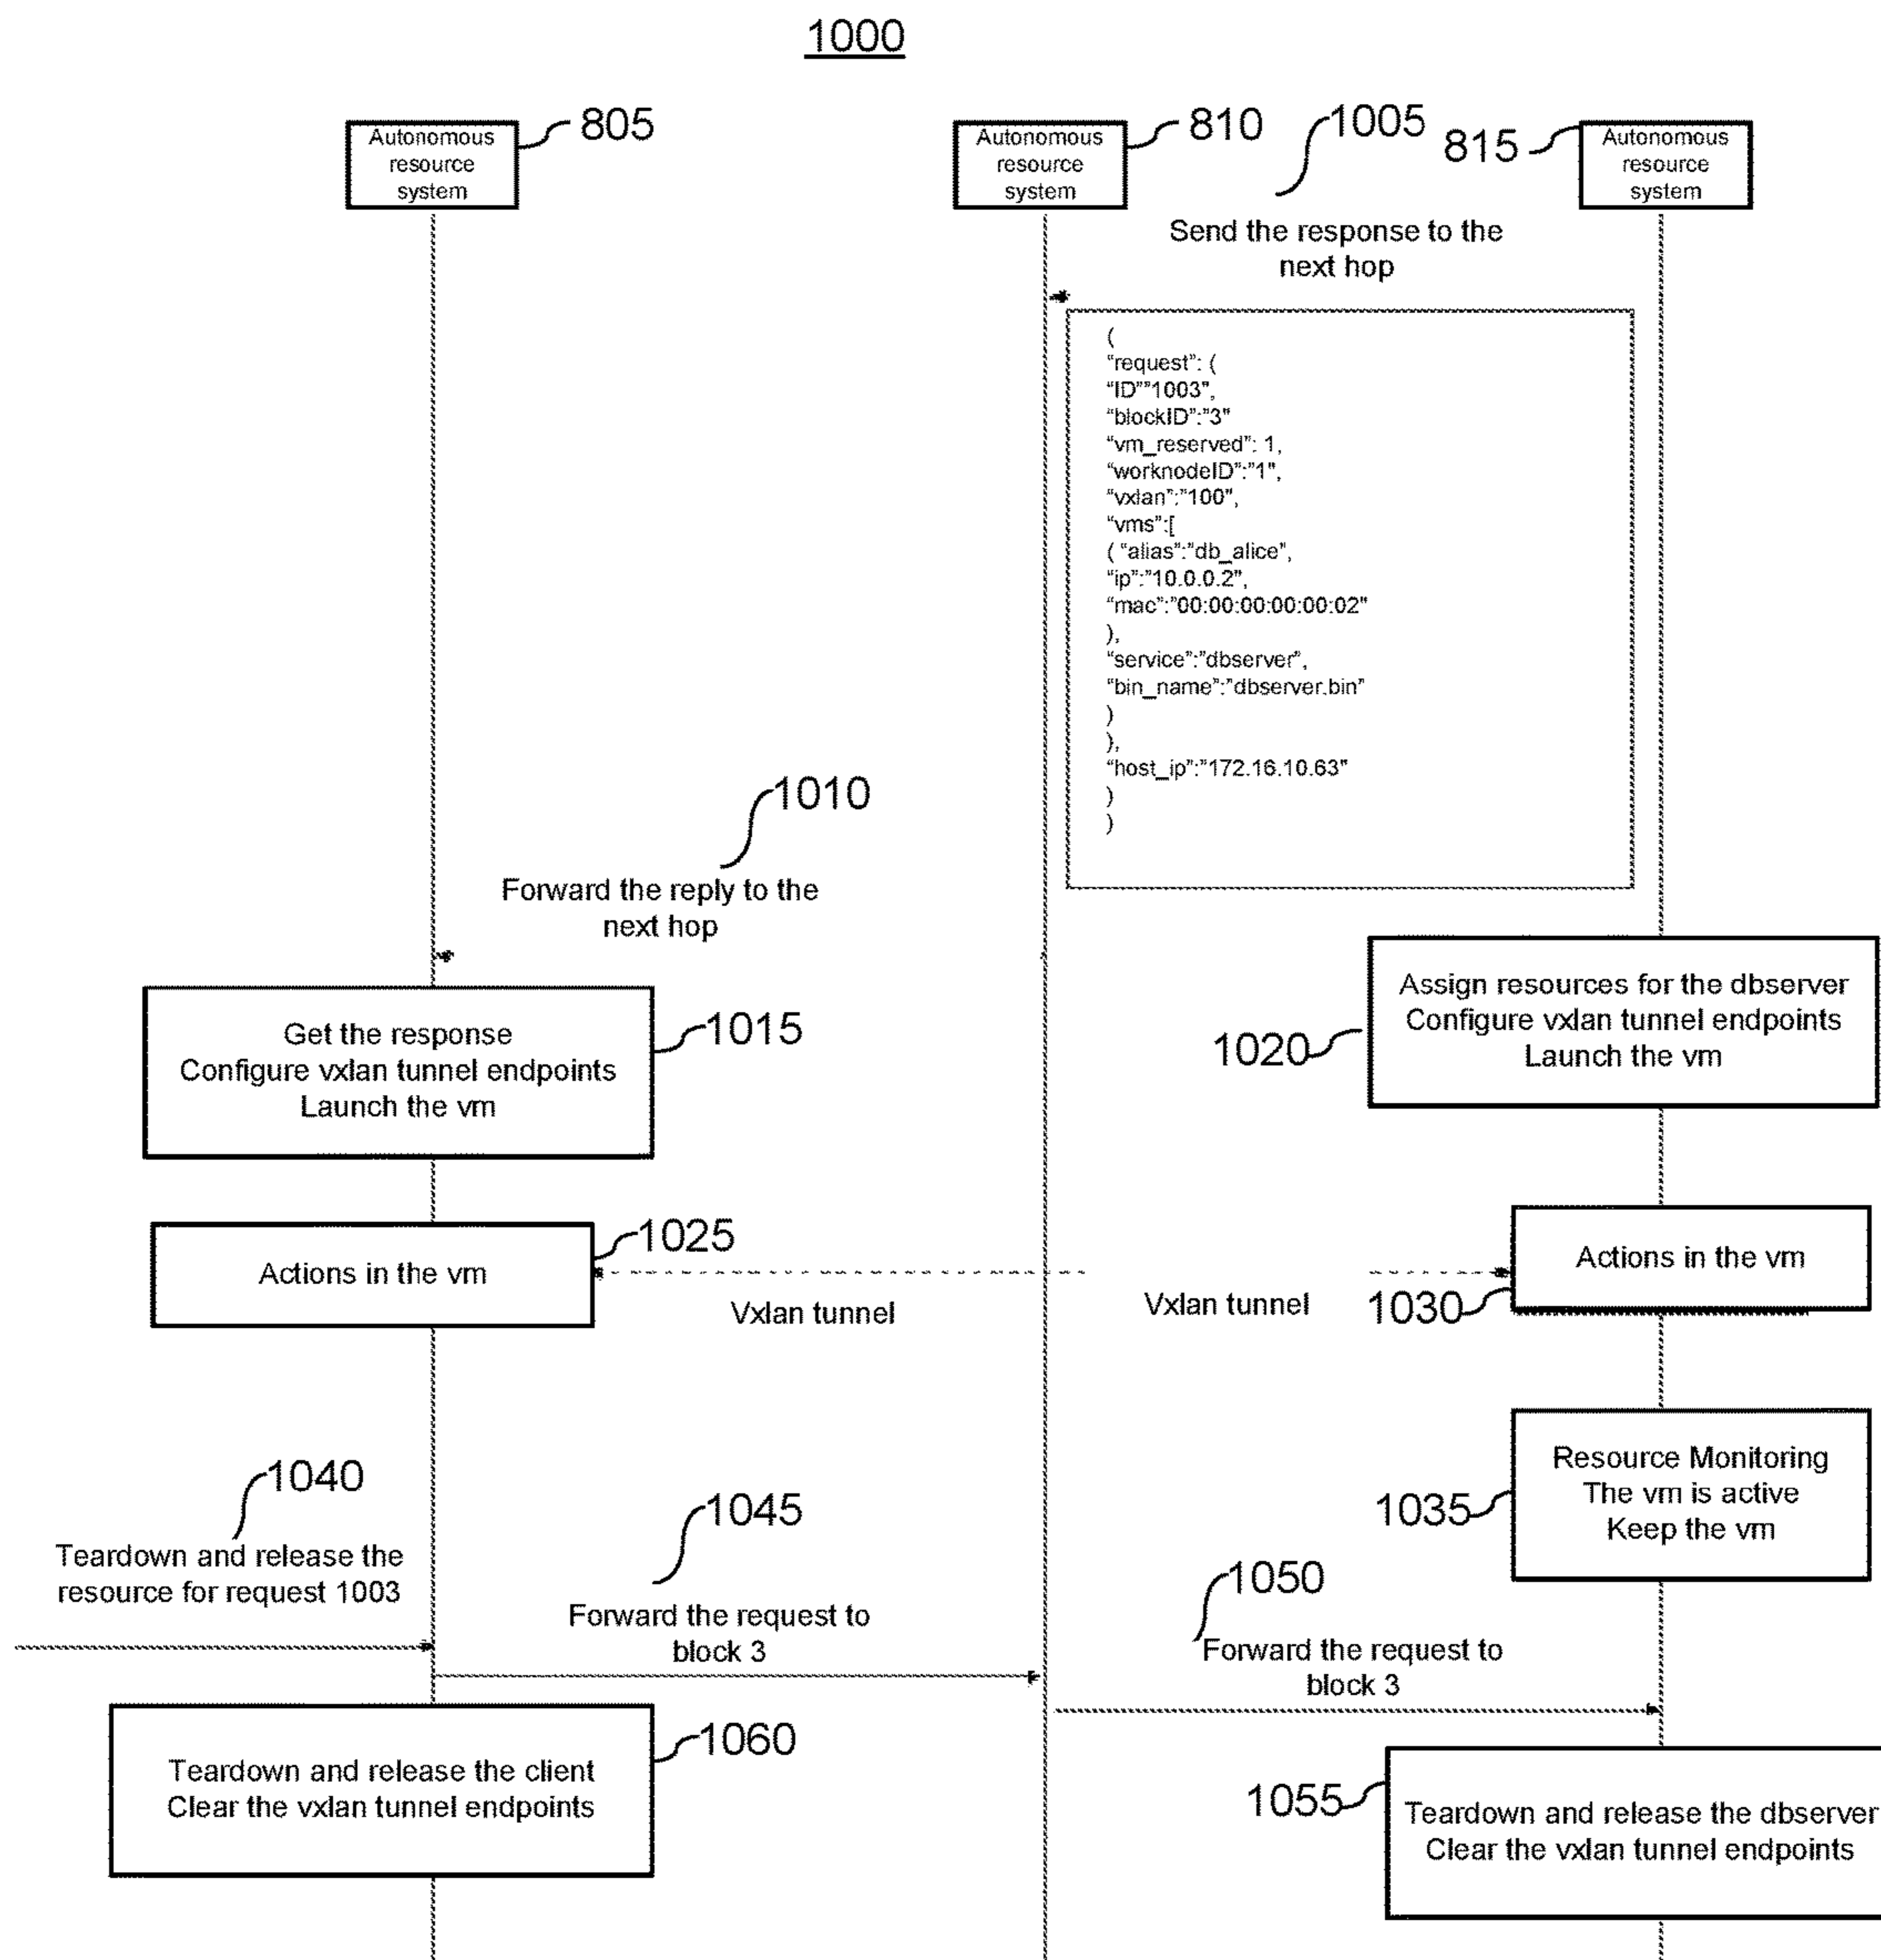 1000
Autonomous
resource
system
805
Autonomous
resource
system
810
1005
815
Autonomous
resource
system
Send the response to the
next hop
(
“request”: (
“ID”"1003",
“blockID”:"3"
“vm_reserved”: 1,
“worknodeID”:"1",
“vxlan”:"100",
“vms”:[
( “alias”:"db_alice",
“ip”:"10.0.0.2",
“mac”:"00:00:00:00:00:02"
),
“service”:"dbserver",
“bin_name”:"dbserver.bin"
)
),
“host_ip”:"172.16.10.63"
)
)
1010
Forward the reply to the
next hop
Get the response
Configure vxlan tunnel endpoints
Launch the vm
1015
1020
Assign resources for the dbserver
Configure vxlan tunnel endpoints
Launch the vm
Actions in the vm
1025
Vxlan tunnel
Vxlan tunnel
1030
Actions in the vm
1035
Resource Monitoring
The vm is active
Keep the vm
1040
Teardown and release the
resource for request 1003
1045
Forward the request to
block 3
1050
Forward the request to
block 3
Teardown and release the client
Clear the vxlan tunnel endpoints
1060
1055
Teardown and release the dbserver
Clear the vxlan tunnel endpoints